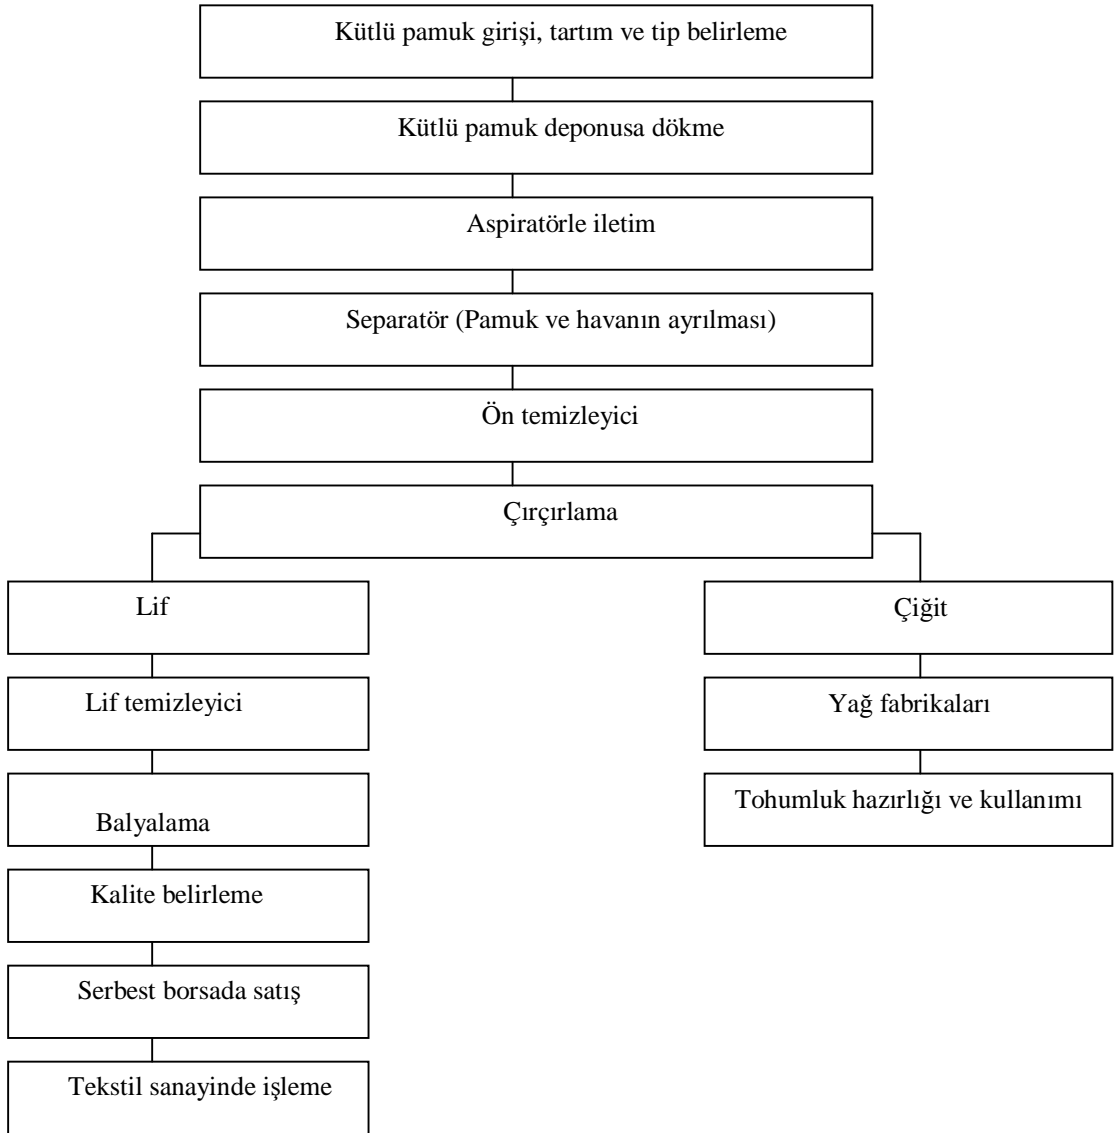 Kütlü pamuk girişi, tartım ve tip belirleme
Kütlü pamuk deponusa dökme
Aspiratörle iletim
Separatör (Pamuk ve havanın ayrılması)
Ön temizleyici
Çırçırlama
Lif
Lif temizleyici
Balyalama
Kalite belirleme
Serbest borsada satış
Tekstil sanayinde işleme
Çiğit
Yağ fabrikaları
Tohumluk hazırlığı ve kullanımı